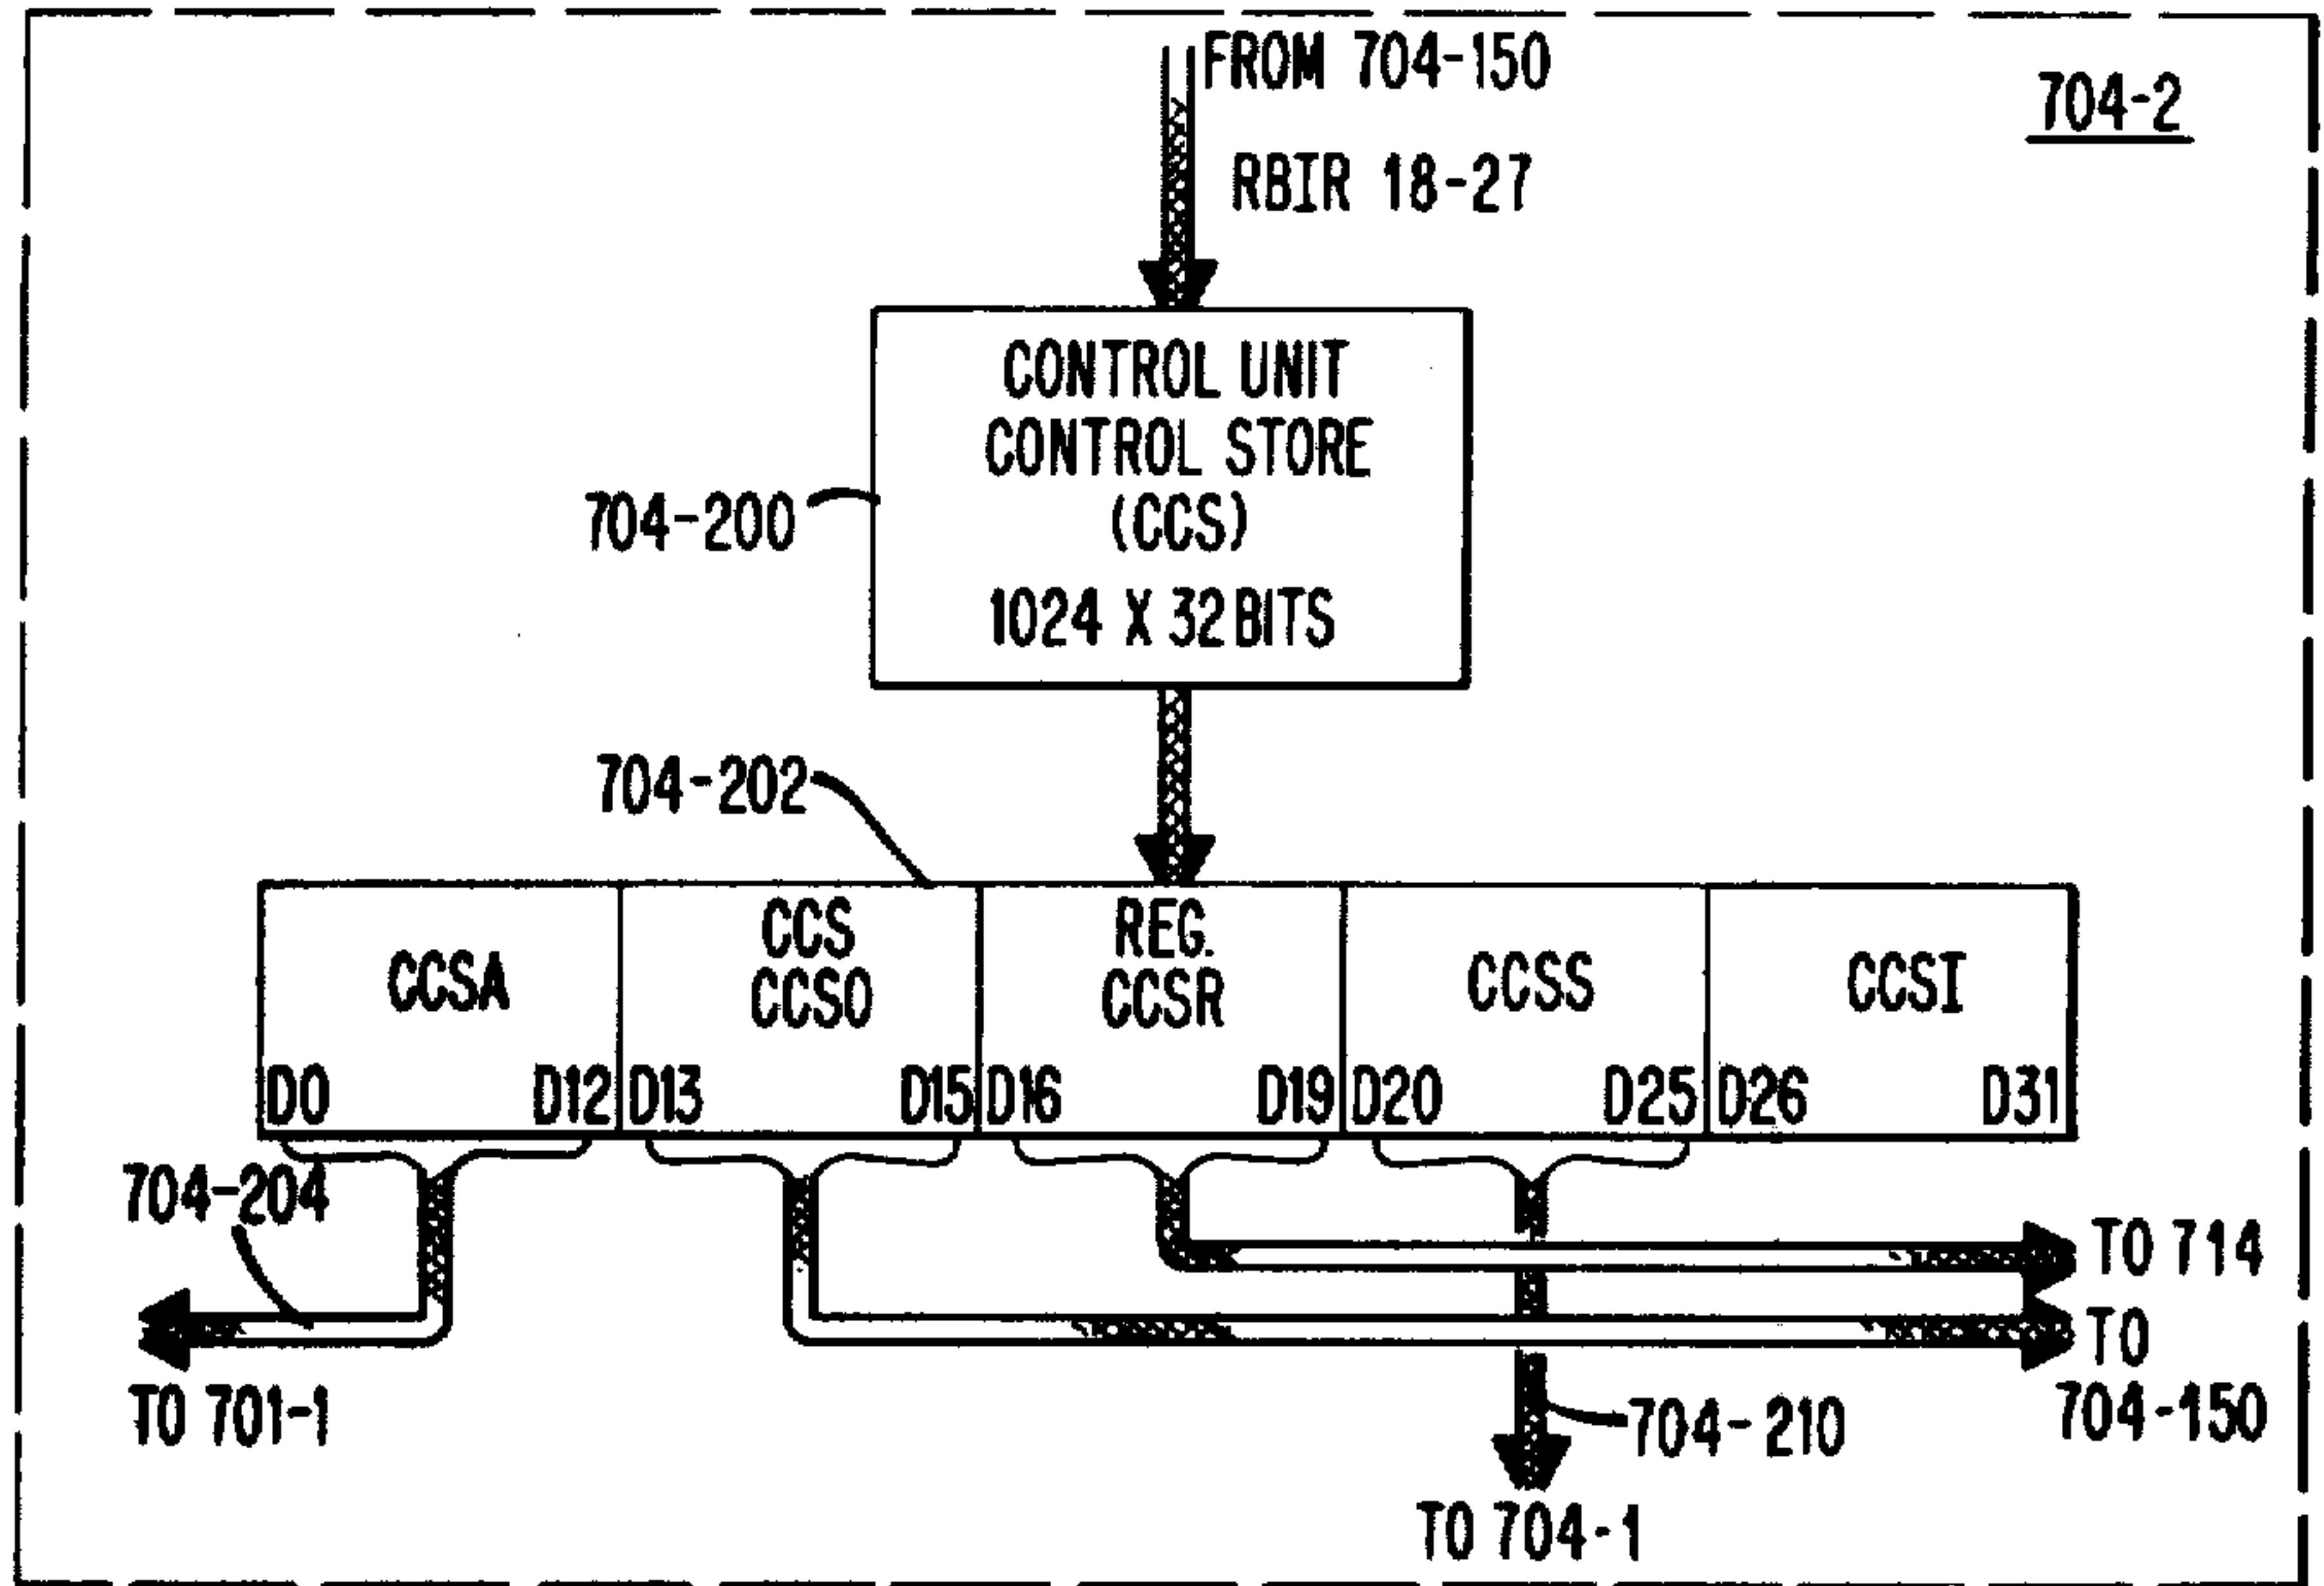 FROM 704-150
704-2
RBIR 18-27
CONTROL UNIT
CONTROL STORE
(CCS)
1024 X 32 BITS
704-200
704-202
CCSA
CCS
CCSO
REG.
CCSR
CCSS
CCSI
D0 D12 D13 D15 D16 D19 D20 D25 D26 D31
704-204
TO 714
TO
704-150
TO 701-1
704-210
TO 704-1